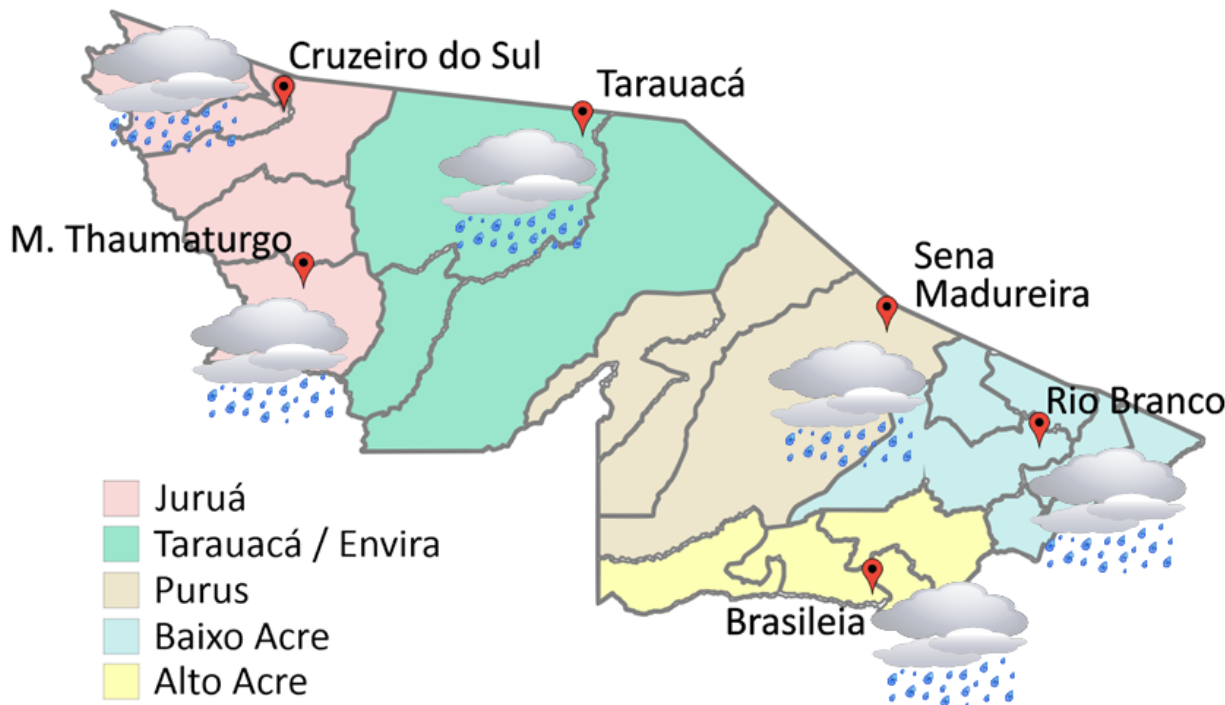 Cruzeiro do Sul
Tarauacá
M. Thaumaturgo
Sena
Madureira
Rio Branco
Brasileia
Juruá
Tarauacá / Envira
Purus
Baixo Acre
Alto Acre